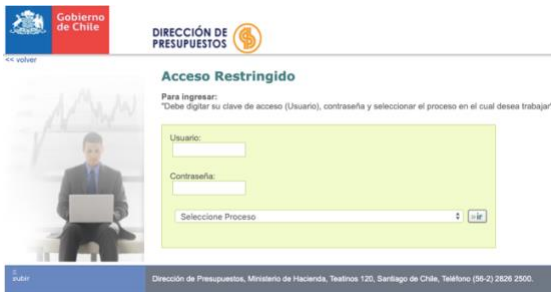 Gobierno
de Chile
DIRECCIÓN DE
PRESUPUESTOS
<< volver
Acceso Restringido
Para ingresar:
"Debe digitar su clave de acceso (Usuario), contraseña y seleccionar el proceso en el cual desea trabajar"
Usuario:
Contraseña:
Seleccione Proceso
»ir
subir
Dirección de Presupuestos, Ministerio de Hacienda, Teatinos 120, Santiago de Chile, Teléfono (56-2) 2826 2500.